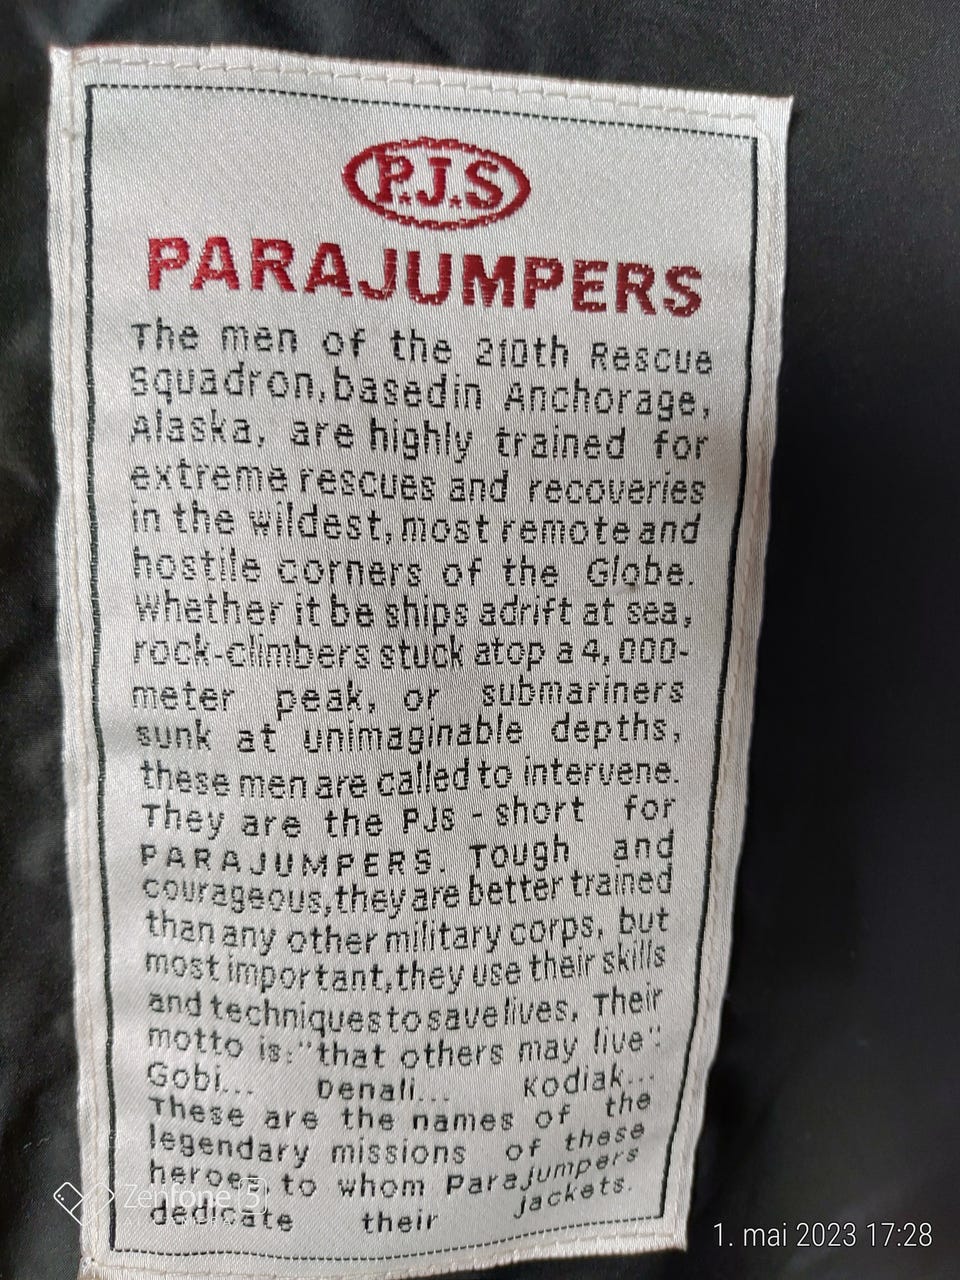 P.J.S
PARAJUMPERS
The men of the 210th Rescue
squadron, basedin Anchorage,
Alaska, are highly trained for
extreme rescues and recoveries
in the wildest, most remote and
hostile corners of the Globe.
Whether it be ships adrift at sea,
rock-climbers stuck atop a 4,000-
meter peak, or submariners
sunk at unimaginable depths,
these men are called to intervene.
They are the PJS - short for
PARAJUMPERS. Tough and
courageous, they are better trained
than any other military corps, but
most important, they use their skills
and techniques to save lives, Their
motto is: "that others may live".
Gobi... Denali... Kodiak...
These are the names of the
legendary missions of these
heroes, to whom Parajumpers
dedicate their jackets.
Zenfone 5
1. mai 2023 17:28